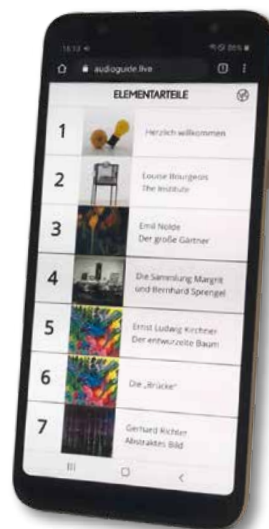 audioguide.live
ELEMENTARTEILE
1
Herzlich willkommen
2
Louise Bourgeois
The Institute
3
Emil Nolde
Der große Gärtner
4
Die Sammlung Margrit
und Bernhard Sprengel
5
Ernst Ludwig Kirchner
Der entwurzelte Baum
6
Die „Brücke“
7
Gerhard Richter
Abstraktes Bild